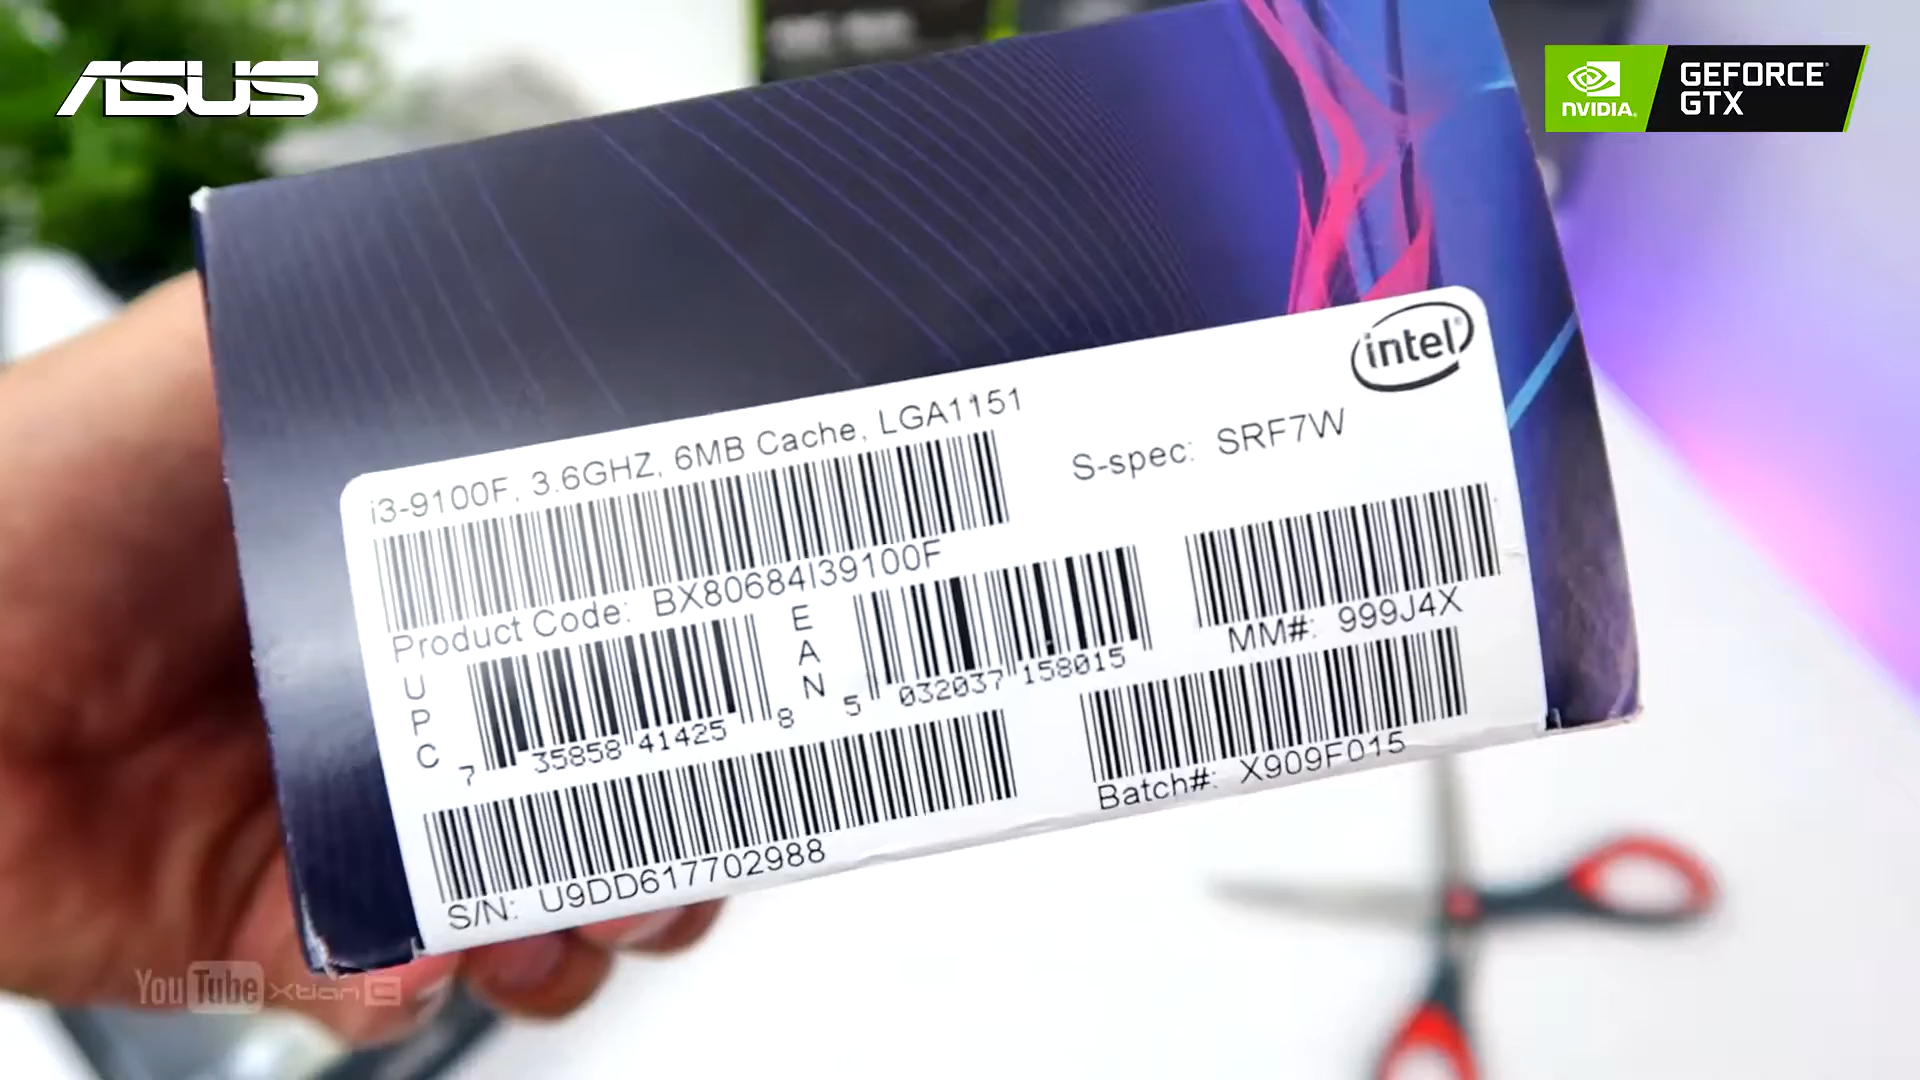 ASUS
NVIDIA.
GEFORCE
GTX
intel
i3-9100F, 3.6GHZ, 6MB Cache, LGA1151
S-spec: SRF7W
Product Code: BX80684I39100F
MM#: 999J4X
UPC
7 35858 41425 8
EAN
5 032037 158015
Batch#: X909F015
S/N: U9DD617702988
YouTube XtianC